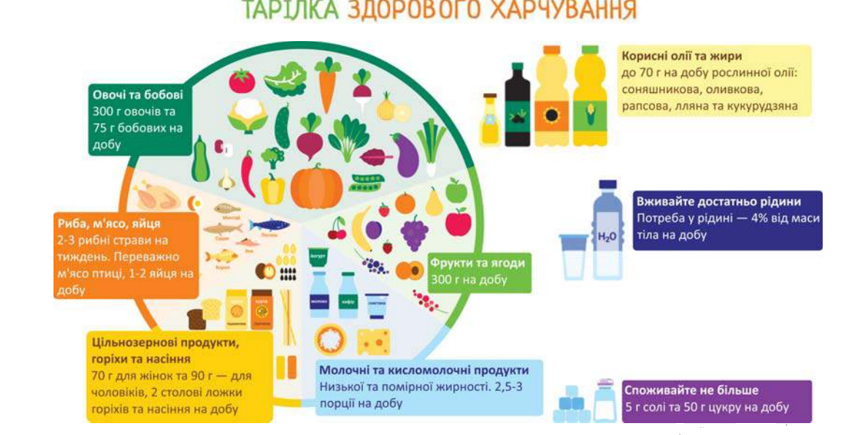 ТАРІЛКА ЗДОРОВОГО ХАРЧУВАННЯ
Овочі та бобові
300 г овочів та
75 г бобових на
добу
Корисні олії та жири
до 70 г на добу рослинної олії:
соняшникова, оливкова,
рапсова, лляна та кукурудзяна
Риба, м'ясо, яйця
2-3 рибні страви на
тиждень. Переважно
м'ясо птиці, 1-2 яйця на
добу
Вживайте достатньо рідини
Потреба у рідині — 4% від маси
тіла на добу
H₂O
Фрукти та ягоди
300 г на добу
Цільнозернові продукти,
горіхи та насіння
70 г для жінок та 90 г — для
чоловіків, 2 столові ложки
горіхів та насіння на добу
Молочні та кисломолочні продукти
Низької та помірної жирності. 2,5-3
порції на добу
Споживайте не більше
5 г солі та 50 г цукру на добу